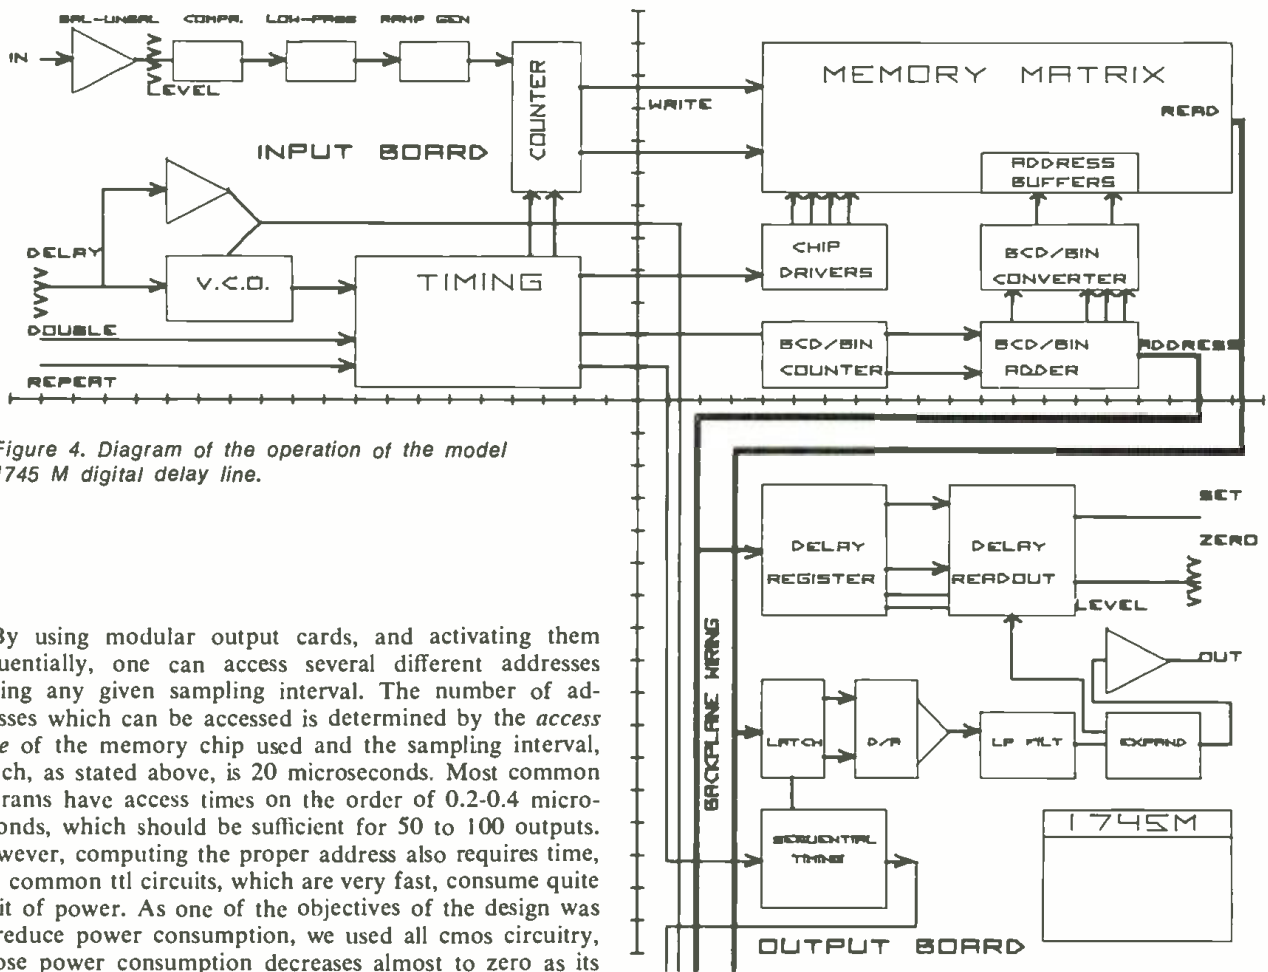 BAL-UNBAL COMPR. LOW-PASS RAMP GEN
IN
LEVEL
COUNTER
INPUT BOARD
DELAY
V.C.O.
TIMING
DOUBLE
REPEAT
WRITE
MEMORY MATRIX
READ
ADDRESS
BUFFERS
CHIP
DRIVERS
BCD/BIN
CONVERTER
BCD/BIN
COUNTER
BCD/BIN
ADDER
ADDRESS
Figure 4. Diagram of the operation of the model
1745 M digital delay line.
SET
ZERO
DELAY
REGISTER
DELAY
READOUT
LEVEL
BACKPLANE WIRING
OUT
LATCH
D/A
LP FILT
EXPAND
SEQUENTIAL
TIMING
1745M
OUTPUT BOARD
By using modular output cards, and activating them
uentially, one can access several different addresses
ing any given sampling interval. The number of ad-
sses which can be accessed is determined by the access
e of the memory chip used and the sampling interval,
ch, as stated above, is 20 microseconds. Most common
rams have access times on the order of 0.2-0.4 micro-
onds, which should be sufficient for 50 to 100 outputs.
wever, computing the proper address also requires time,
common ttl circuits, which are very fast, consume quite
it of power. As one of the objectives of the design was
reduce power consumption, we used all cmos circuitry,
ose power consumption decreases almost to zero as its